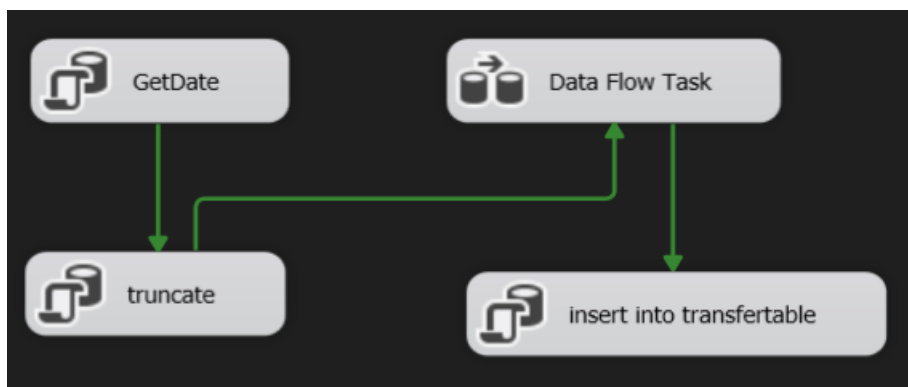 GetDate
Data Flow Task
truncate
insert into transfertable